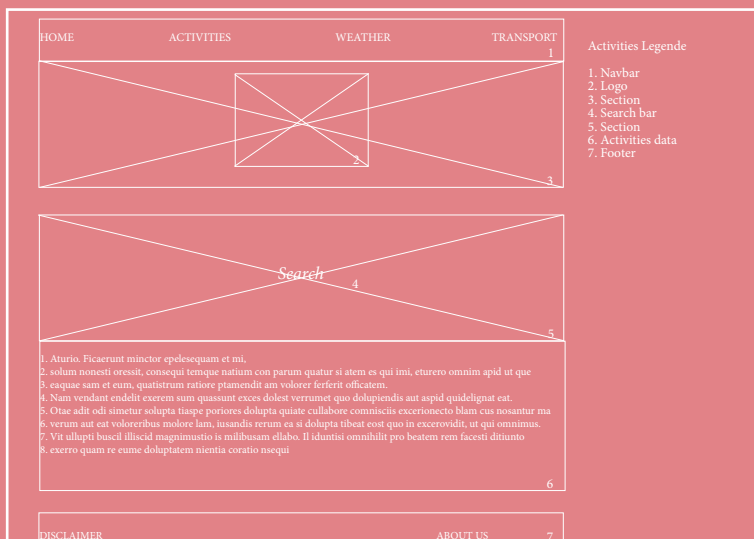 HOME ACTIVITIES WEATHER TRANSPORT
1
2
3
Search
4
5
1. Aturio. Ficaerunt minctor epelesequam et mi,
2. solum nonesti oressit, consequi temque natium con parum quatur si atem es qui imi, eturero omnim apid ut que
3. eaquae sam et eum, quatistrum ratiore ptamendit am volorer ferferit officatem.
4. Nam vendant endelit exerem sum quassunt exces dolest verrumet quo dolupiendis aut aspid quidelignat eat.
5. Otae adit odi simetur solupta tiaspe poriores dolupta quiate cullabore comnisciis excerionecto blam cus nosantur ma
6. verum aut eat voloreribus molore lam, iusandis rerum ea si dolupta tibeat eost quo in excerovidit, ut qui omnimus.
7. Vit ullupti buscil illiscid magnimustio is milibusam ellabo. Il iduntisi omnihilit pro beatem rem facesti ditiunto
8. exerro quam re eume doluptatem nientia coratio nsequi
6
DISCLAIMER ABOUT US 7
Activities Legende
1. Navbar
2. Logo
3. Section
4. Search bar
5. Section
6. Activities data
7. Footer